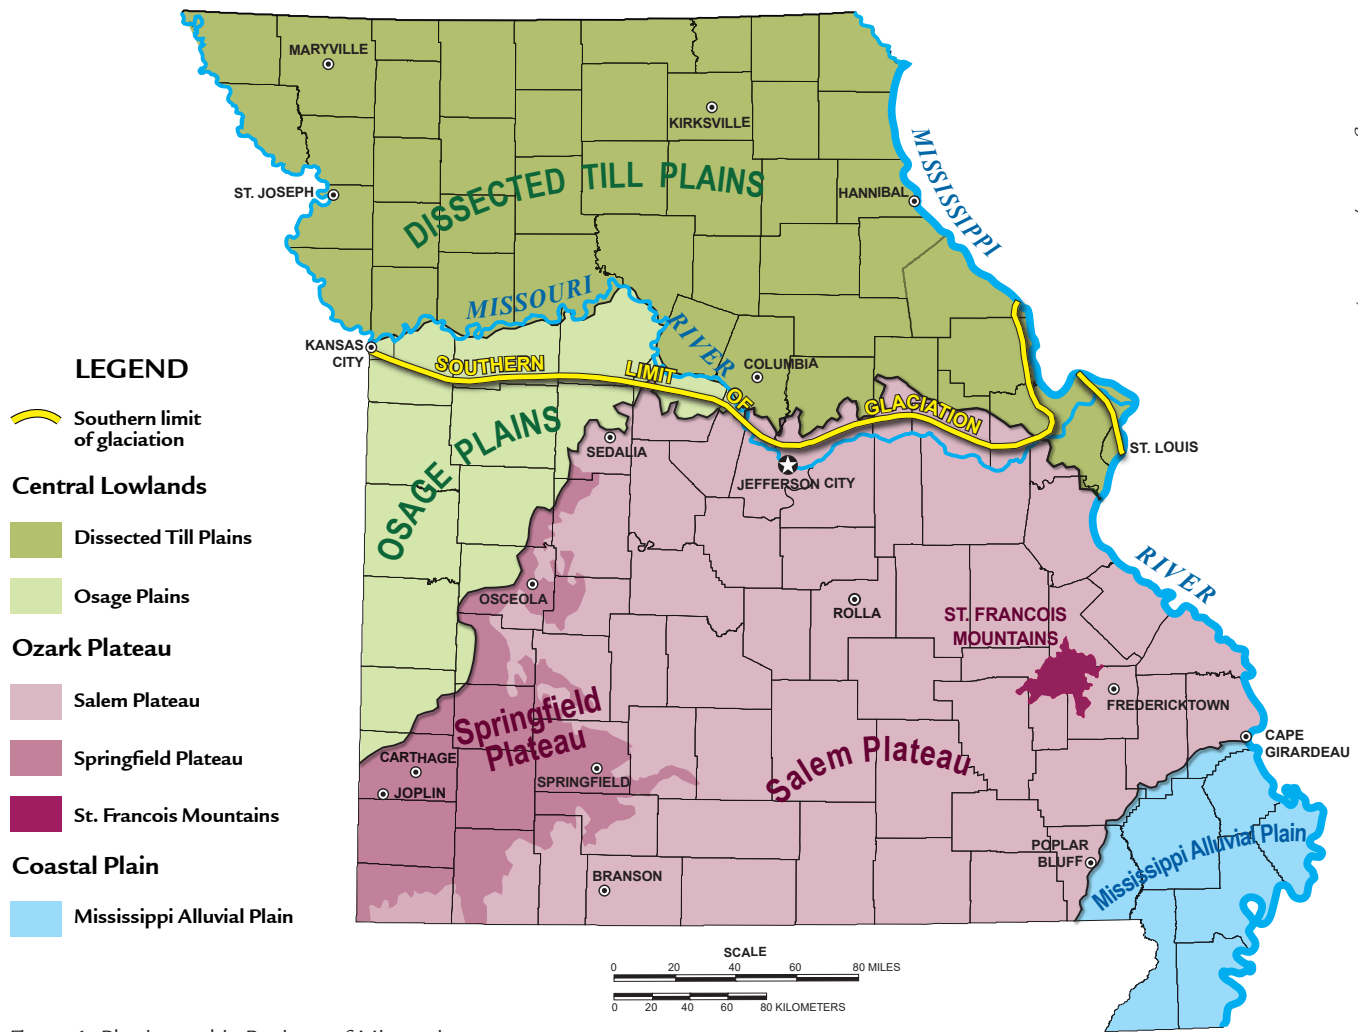 MARYVILLE
KIRKSVILLE
ST. JOSEPH
HANNIBAL
DISSECTED TILL PLAINS
MISSISSIPPI
MISSOURI
RIVER
KANSAS
CITY
COLUMBIA
SOUTHERN LIMIT OF GLACIATION
OSAGE PLAINS
SEDALIA
JEFFERSON CITY
ST. LOUIS
RIVER
OSCEOLA
ROLLA
ST. FRANCOIS
MOUNTAINS
FREDERICKTOWN
CAPE
GIRARDEAU
Springfield
Plateau
Salem Plateau
CARTHAGE
JOPLIN
SPRINGFIELD
BRANSON
POPLAR
BLUFF
Mississippi Alluvial Plain
LEGEND
Southern limit
of glaciation
Central Lowlands
Dissected Till Plains
Osage Plains
Ozark Plateau
Salem Plateau
Springfield Plateau
St. Francois Mountains
Coastal Plain
Mississippi Alluvial Plain
SCALE
0 20 40 60 80 MILES
0 20 40 60 80 KILOMETERS